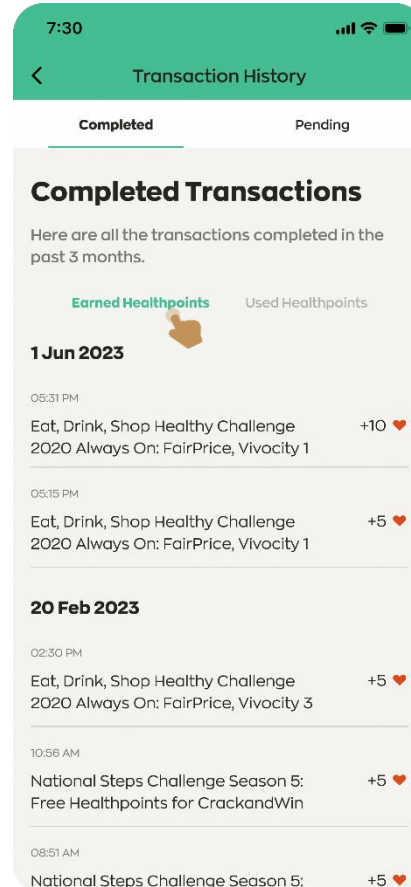 7:30
Transaction History
Completed Pending
Completed Transactions
Here are all the transactions completed in the
past 3 months.
Earned Healthpoints Used Healthpoints
1 Jun 2023
05:31 PM
Eat, Drink, Shop Healthy Challenge +10
2020 Always On: FairPrice, Vivocity 1
05:15 PM
Eat, Drink, Shop Healthy Challenge +5
2020 Always On: FairPrice, Vivocity 1
20 Feb 2023
02:30 PM
Eat, Drink, Shop Healthy Challenge +5
2020 Always On: FairPrice, Vivocity 3
10:56 AM
National Steps Challenge Season 5: +5
Free Healthpoints for CrackandWin
08:51 AM
National Steps Challenge Season 5: +5